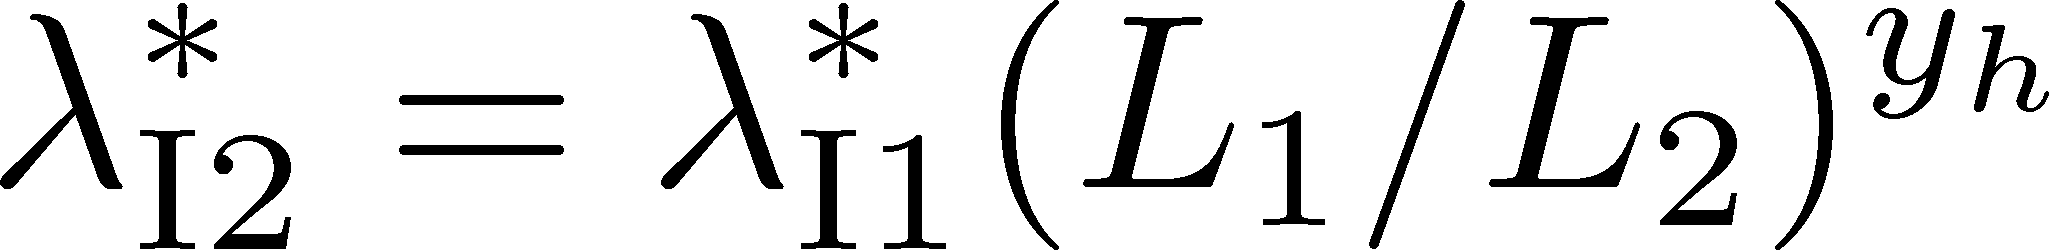 λ*_{I2} = λ*_{I1}(L_1/L_2)^{y_h}